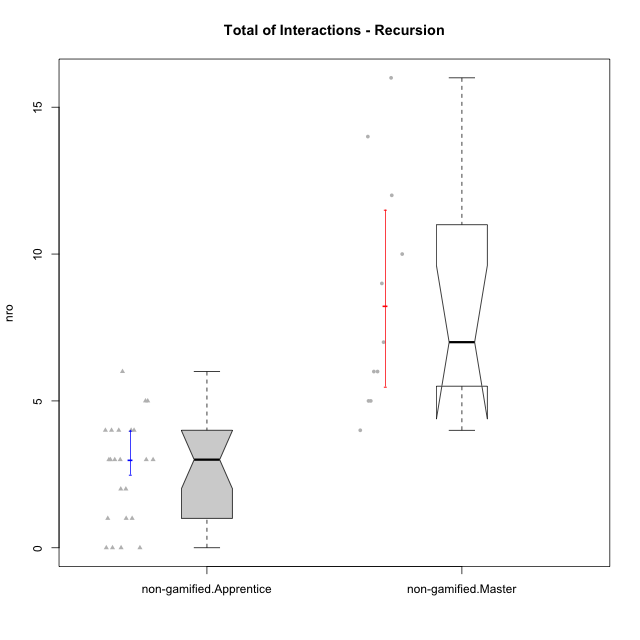 Total of Interactions - Recursion
15
10
5
0
nro
non-gamified.Apprentice
non-gamified.Master